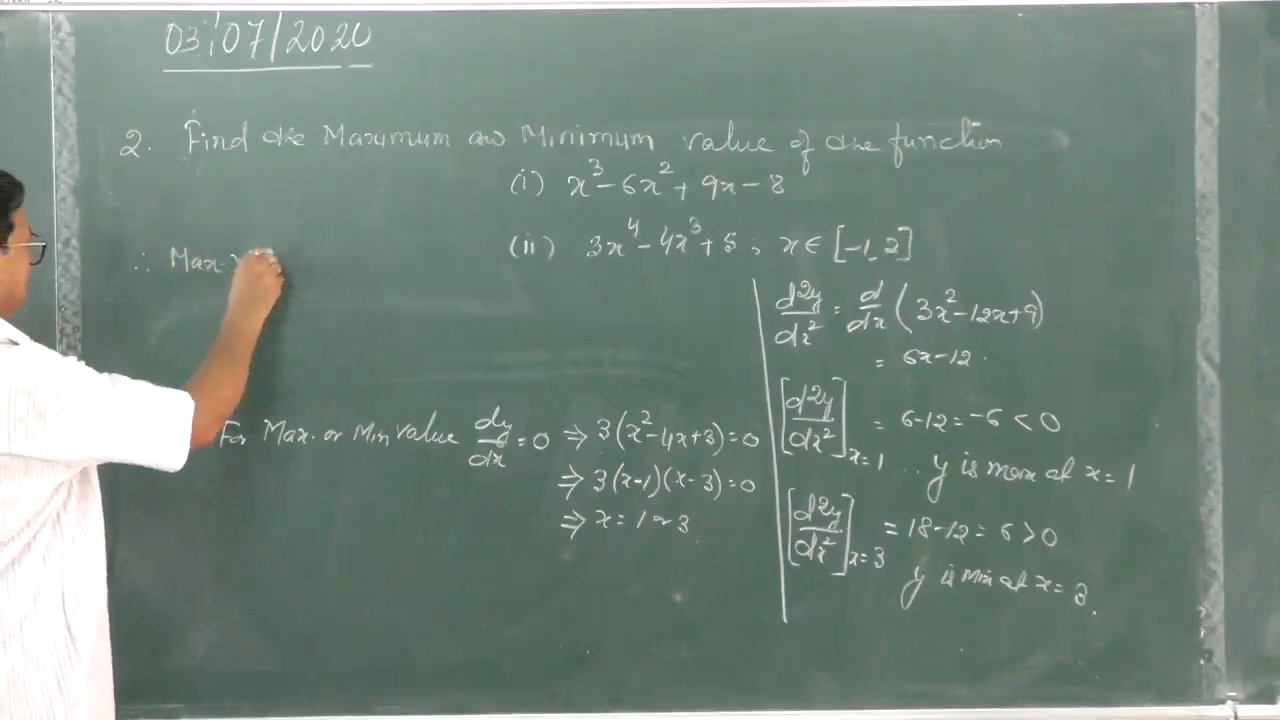 03/07/2020
2. Find the Maximum and Minimum value of the function
(i) x³-6x²+9x-8
(ii) 3x⁴-4x³+5 ; x∈[-1,2]
∴ Max.
For Max. or Min value dy/dx = 0 ⇒ 3(x²-4x+3)=0
⇒ 3(x-1)(x-3)=0
⇒ x=1 or 3
d²y/dx² = d/dx (3x²-12x+9)
= 6x-12.
[d²y/dx²]x=1 = 6-12=-6<0
∴ y is max at x=1
[d²y/dx²]x=3 = 18-12=6>0
y is Min at x=3.